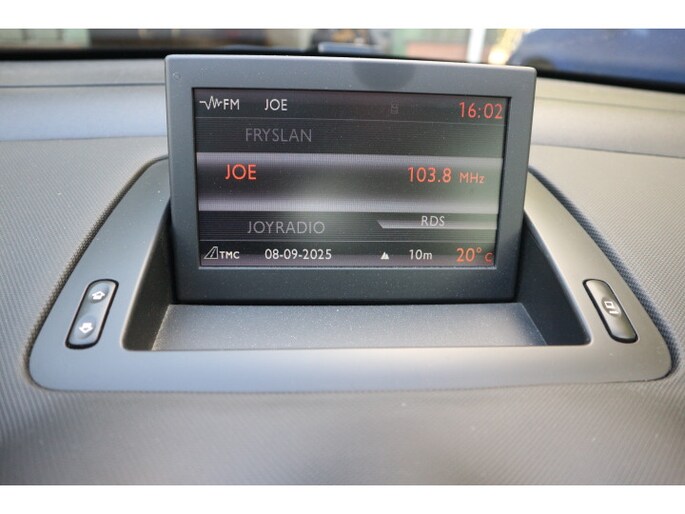 FM JOE 16:02
FRYSLAN
JOE 103.8 MHz
JOYRADIO RDS
TMC 08-09-2025 10m 20°C